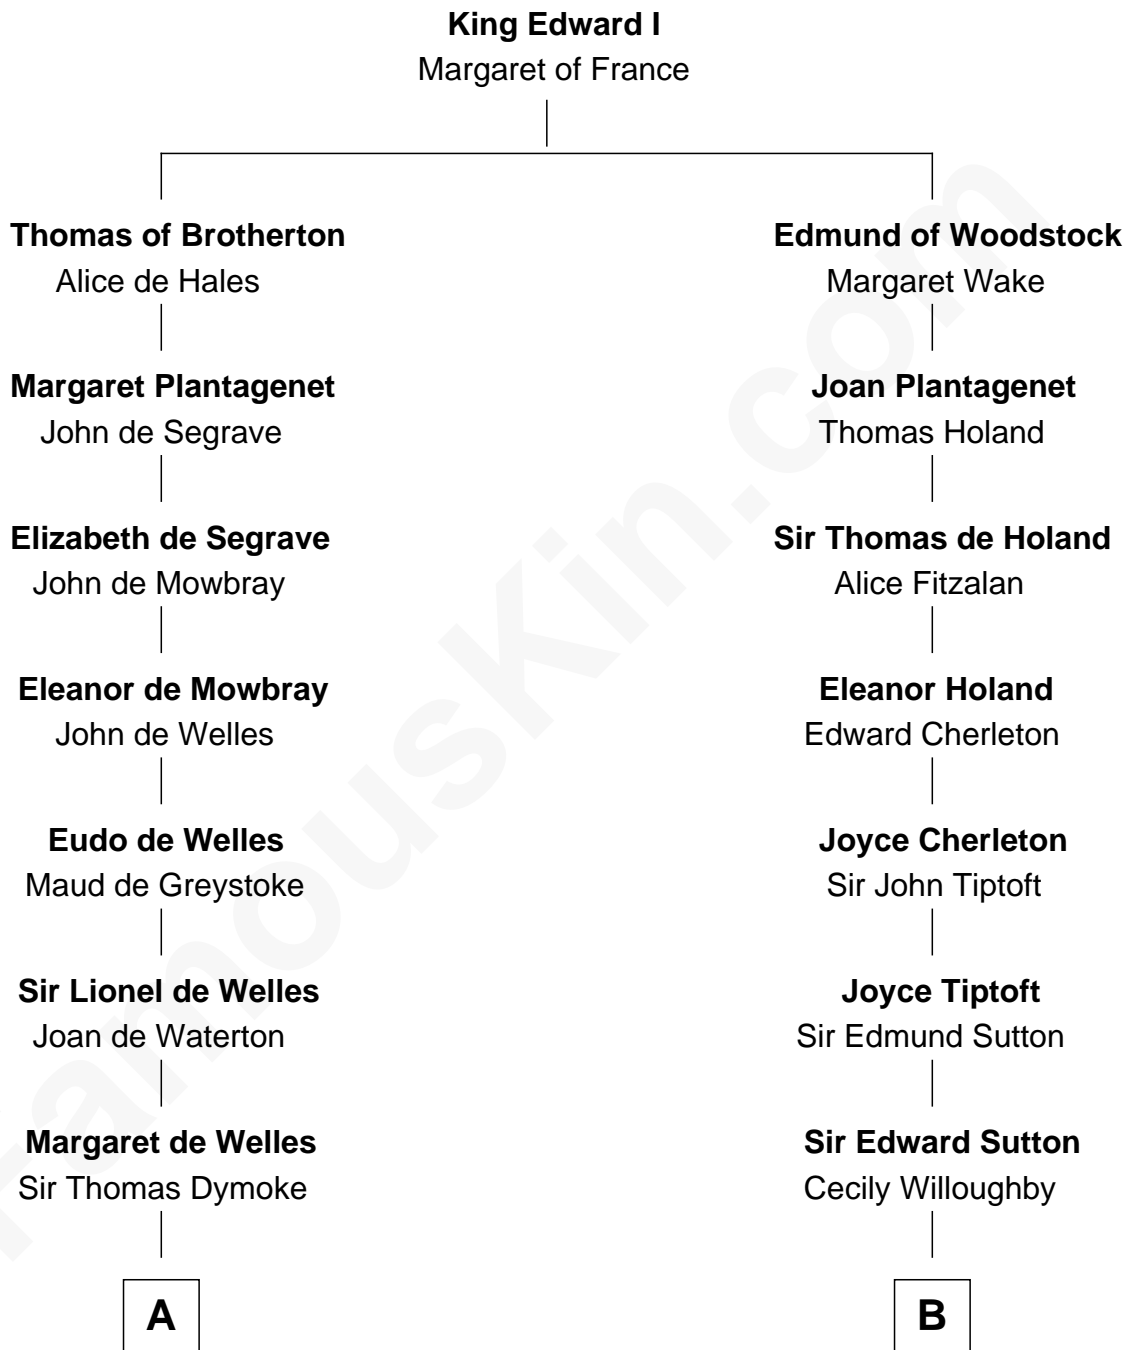 King Edward I
Margaret of France
Thomas of Brotherton
Alice de Hales
Margaret Plantagenet
John de Segrave
Elizabeth de Segrave
John de Mowbray
Eleanor de Mowbray
John de Welles
Eudo de Welles
Maud de Greystoke
Sir Lionel de Welles
Joan de Waterton
Margaret de Welles
Sir Thomas Dymoke
A
Edmund of Woodstock
Margaret Wake
Joan Plantagenet
Thomas Holand
Sir Thomas de Holand
Alice Fitzalan
Eleanor Holand
Edward Cherleton
Joyce Cherleton
Sir John Tiptoft
Joyce Tiptoft
Sir Edmund Sutton
Sir Edward Sutton
Cecily Willoughby
B
FamousKin.com